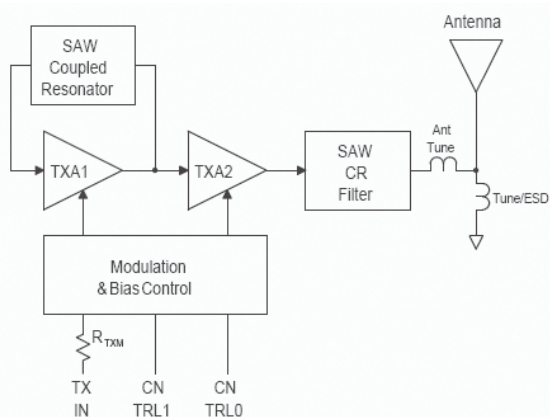 Antenna
SAW
Coupled
Resonator
Ant
Tune
TXA1
TXA2
SAW
CR
Filter
Tune/ESD
Modulation
& Bias Control
RTXM
TX
IN
CN
TRL1
CN
TRL0